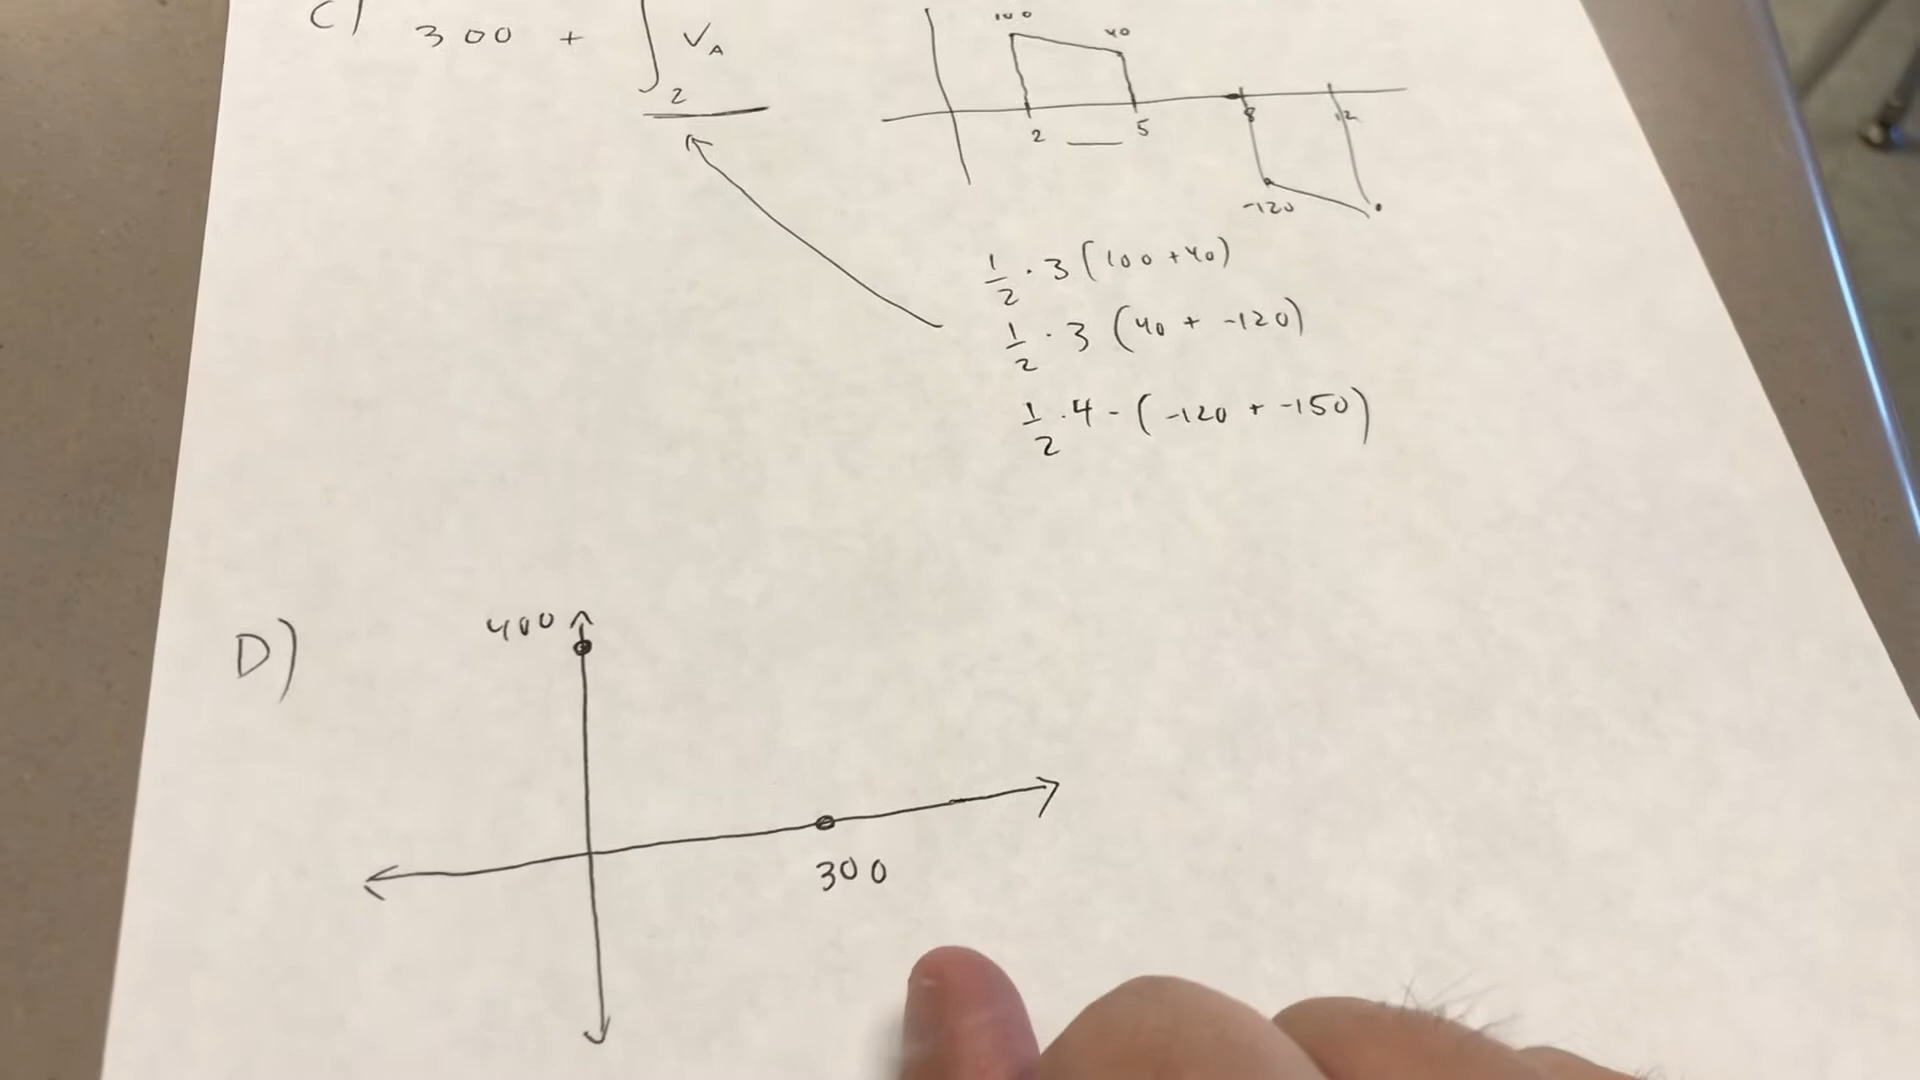 C) 300 + ∫₂ V_A
100
40
2 5 8 12
-120
1/2 · 3 (100 + 40)
1/2 · 3 (40 + -120)
1/2 · 4 - (-120 + -150)
D) 400
300